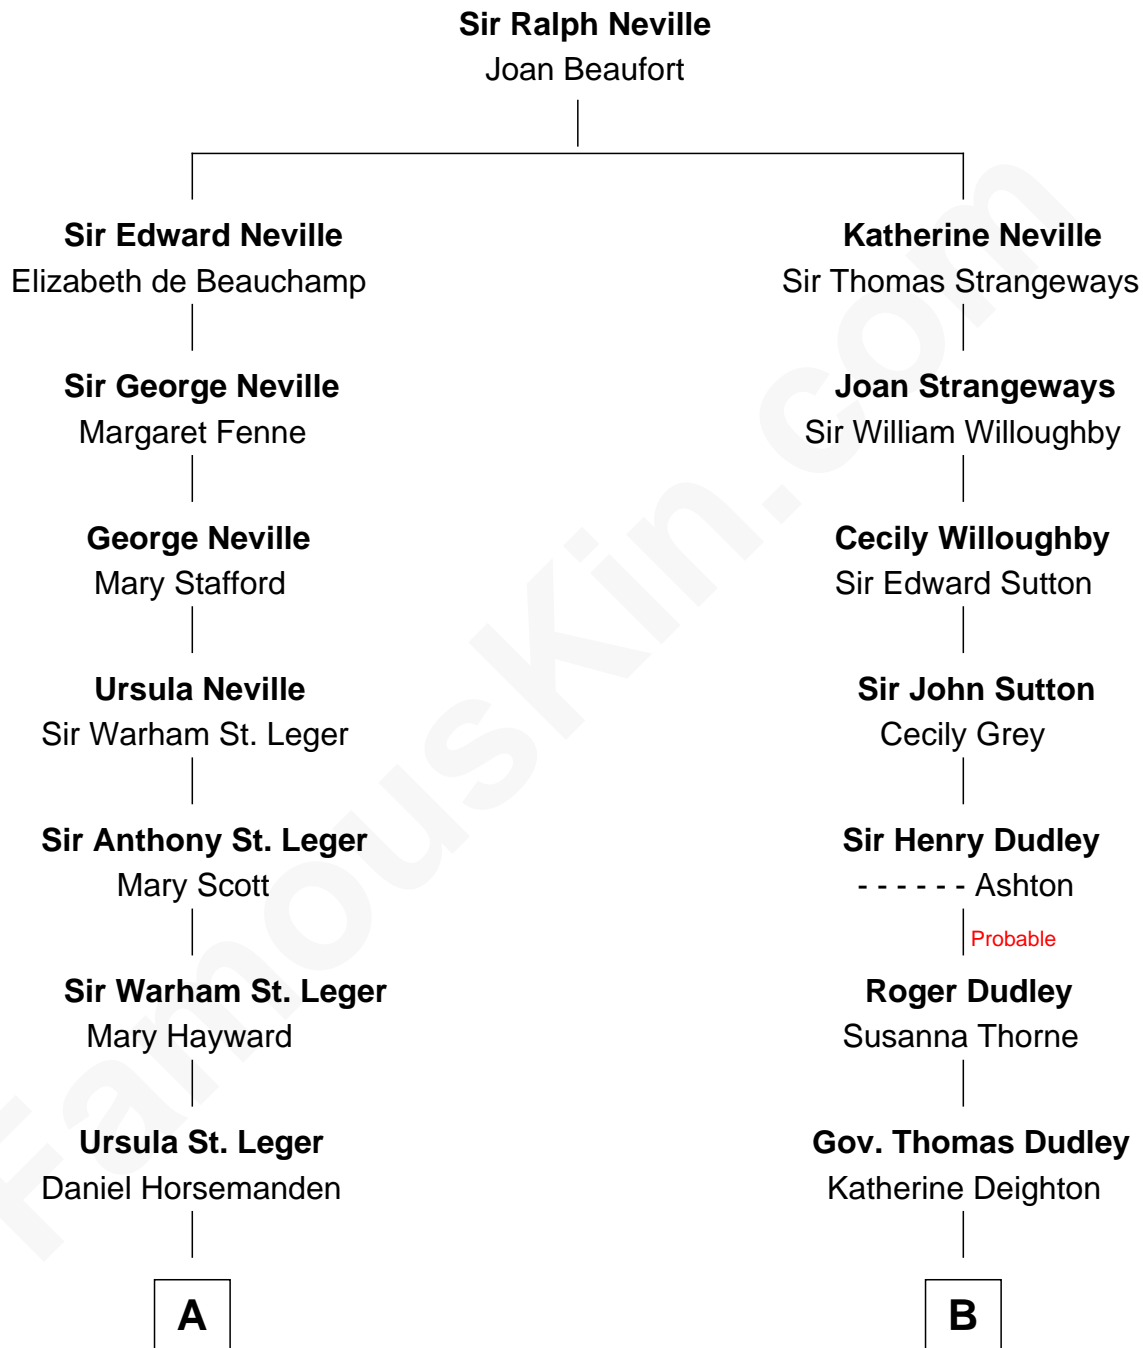 Sir Ralph Neville
Joan Beaufort
Sir Edward Neville
Elizabeth de Beauchamp
Katherine Neville
Sir Thomas Strangeways
Sir George Neville
Margaret Fenne
Joan Strangeways
Sir William Willoughby
George Neville
Mary Stafford
Cecily Willoughby
Sir Edward Sutton
Ursula Neville
Sir Warham St. Leger
Sir John Sutton
Cecily Grey
Sir Anthony St. Leger
Mary Scott
Sir Henry Dudley
- - - - - - Ashton
Probable
Sir Warham St. Leger
Mary Hayward
Roger Dudley
Susanna Thorne
Ursula St. Leger
Daniel Horsemanden
Gov. Thomas Dudley
Katherine Deighton
A
B
FamousKin.com